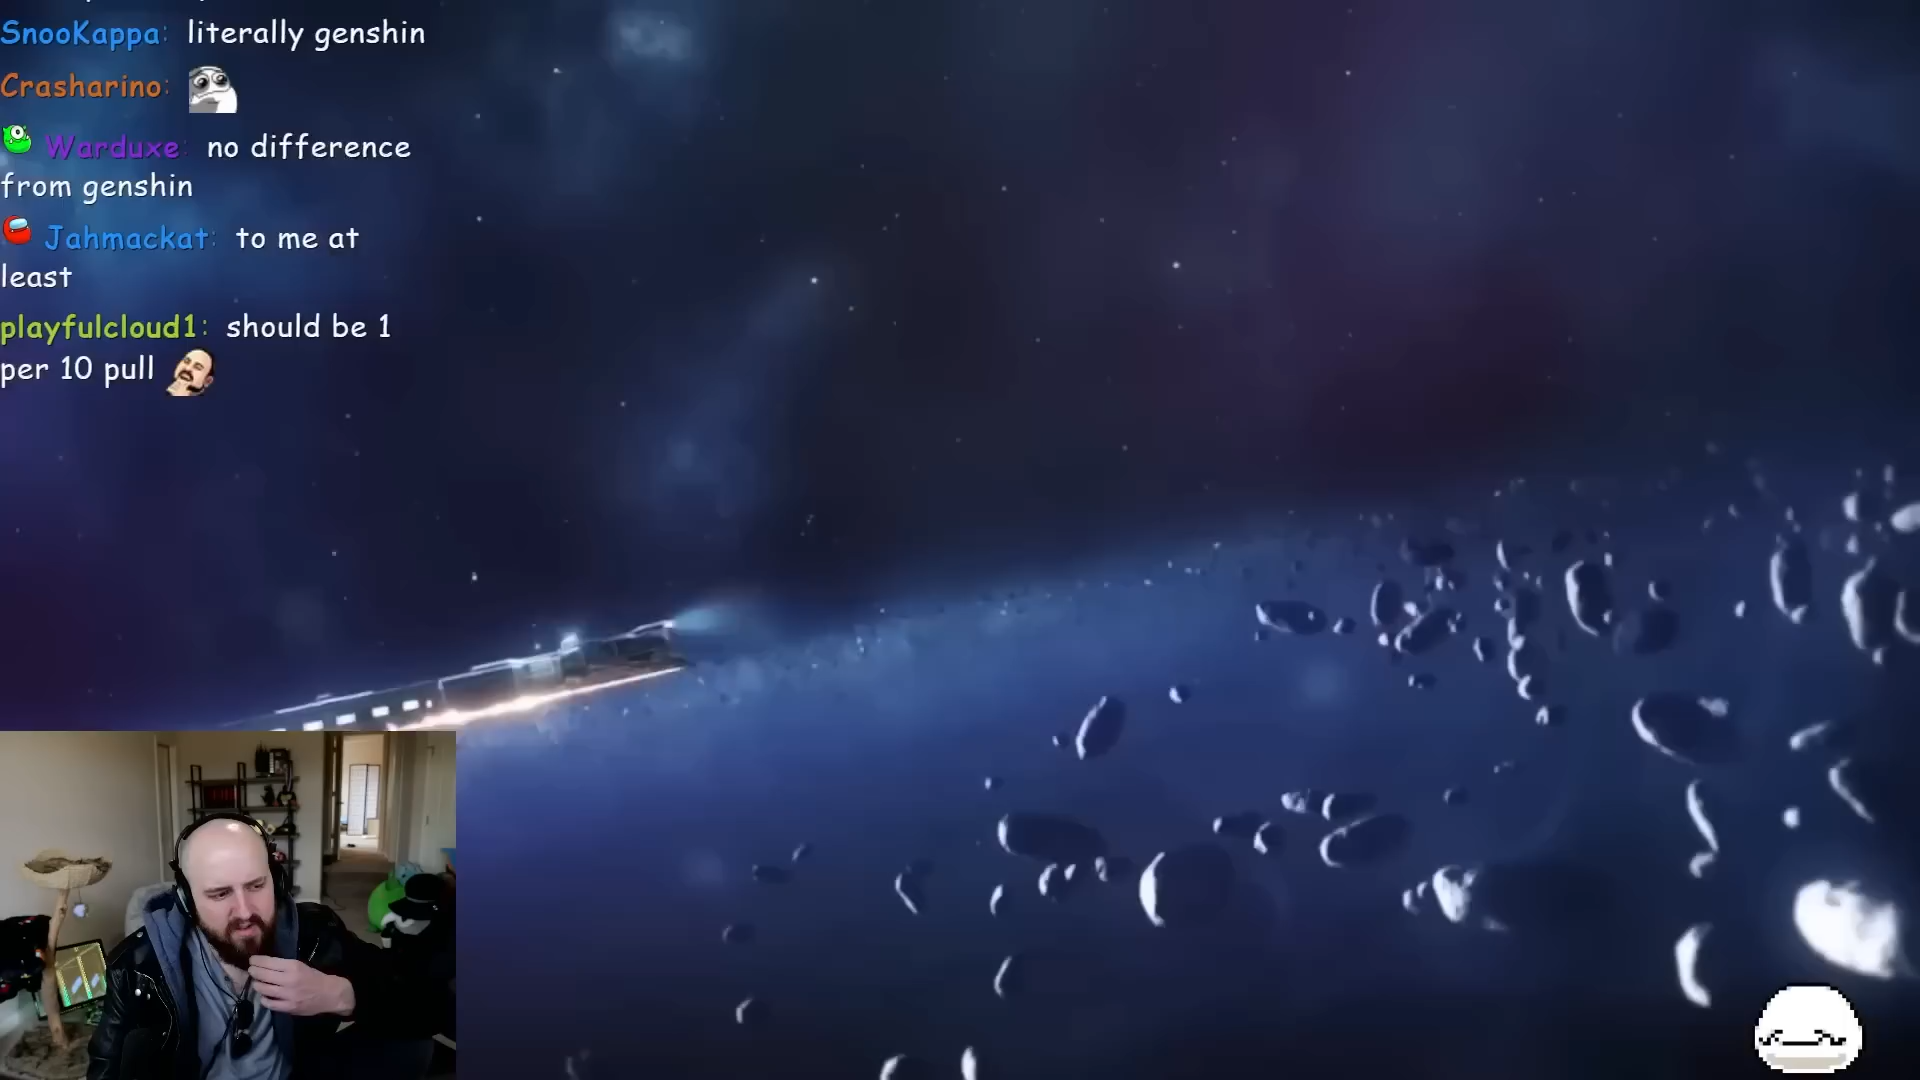 SnooKappa: literally genshin
Crasharino:
Warduxe: no difference
from genshin
Jahmackat: to me at
least
playfulcloud1: should be 1
per 10 pull